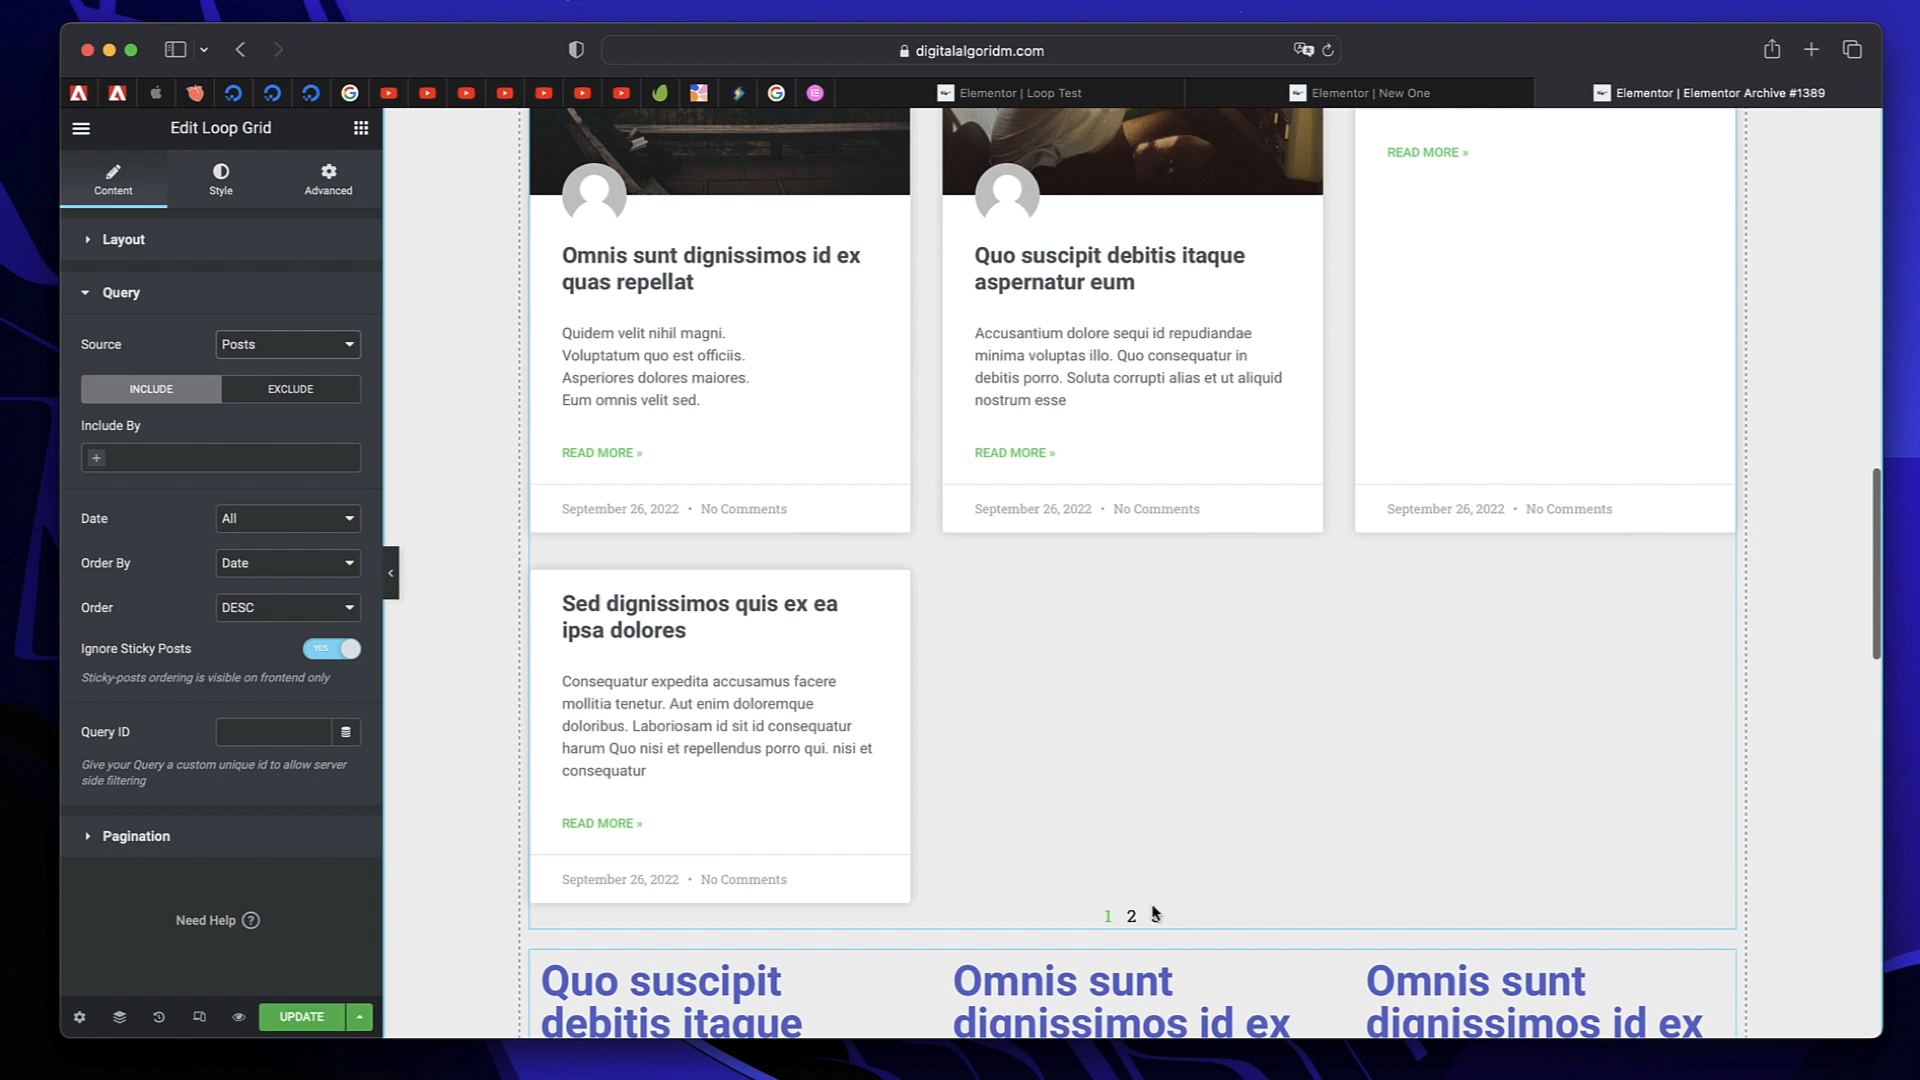 digitalalgoridm.com
Elementor | Loop Test
Elementor | New One
Elementor | Elementor Archive #1389
Edit Loop Grid
Content
Style
Advanced
Layout
Query
Source
Posts
INCLUDE
EXCLUDE
Include By
Date
All
Order By
Date
Order
DESC
Ignore Sticky Posts
YES
Sticky-posts ordering is visible on frontend only
Query ID
Give your Query a custom unique id to allow server
side filtering
Pagination
Need Help ?
UPDATE
Omnis sunt dignissimos id ex
quas repellat
Quidem velit nihil magni.
Voluptatum quo est officiis.
Asperiores dolores maiores.
Eum omnis velit sed.
READ MORE »
September 26, 2022 • No Comments
Quo suscipit debitis itaque
aspernatur eum
Accusantium dolore sequi id repudiandae
minima voluptas illo. Quo consequatur in
debitis porro. Soluta corrupti alias et ut aliquid
nostrum esse
READ MORE »
September 26, 2022 • No Comments
READ MORE »
September 26, 2022 • No Comments
Sed dignissimos quis ex ea
ipsa dolores
Consequatur expedita accusamus facere
mollitia tenetur. Aut enim doloremque
doloribus. Laboriosam id sit id consequatur
harum Quo nisi et repellendus porro qui. nisi et
consequatur
READ MORE »
September 26, 2022 • No Comments
1 2
Quo suscipit
debitis itaque
Omnis sunt
dignissimos id ex
Omnis sunt
dignissimos id ex